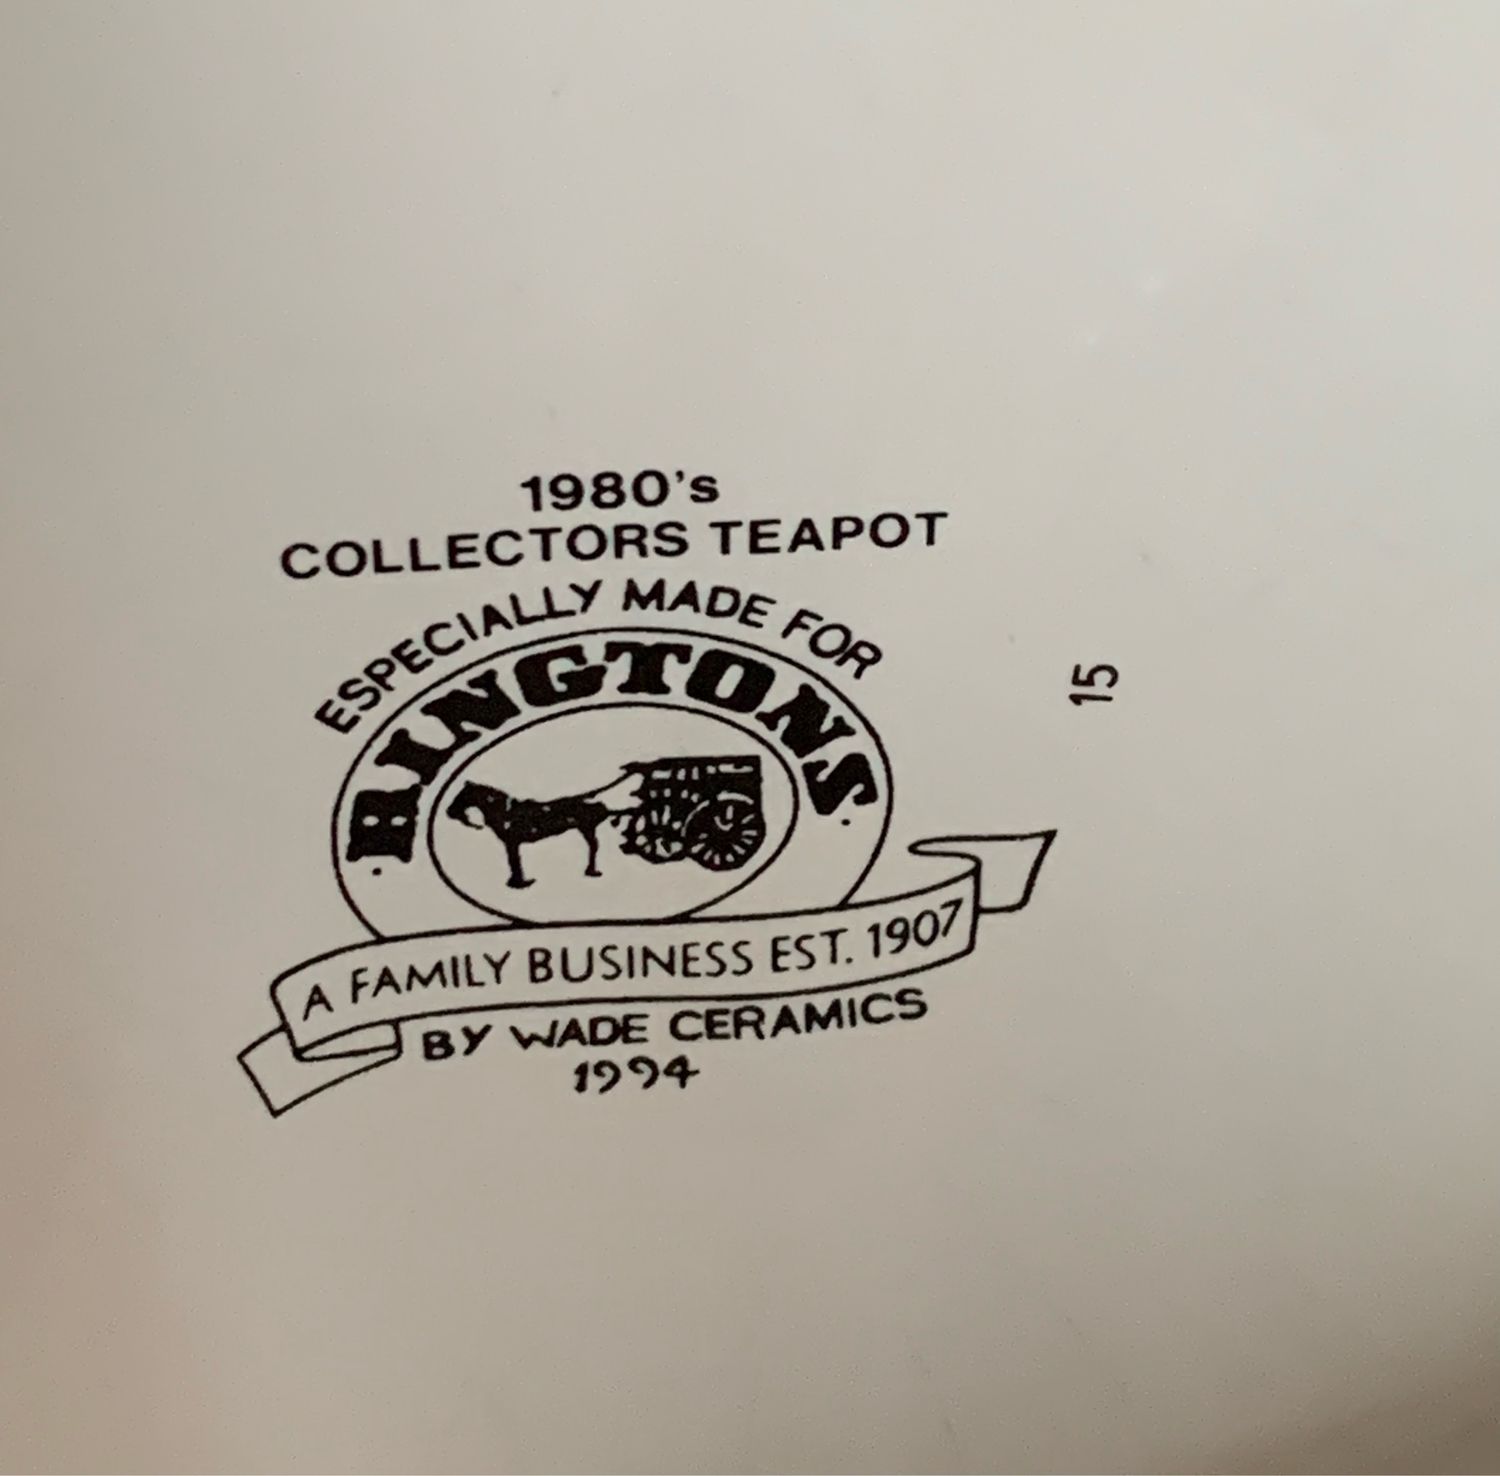 1980's
COLLECTORS TEAPOT
ESPECIALLY MADE FOR
·RINGTONS·
A FAMILY BUSINESS EST. 1907
BY WADE CERAMICS
1994
15